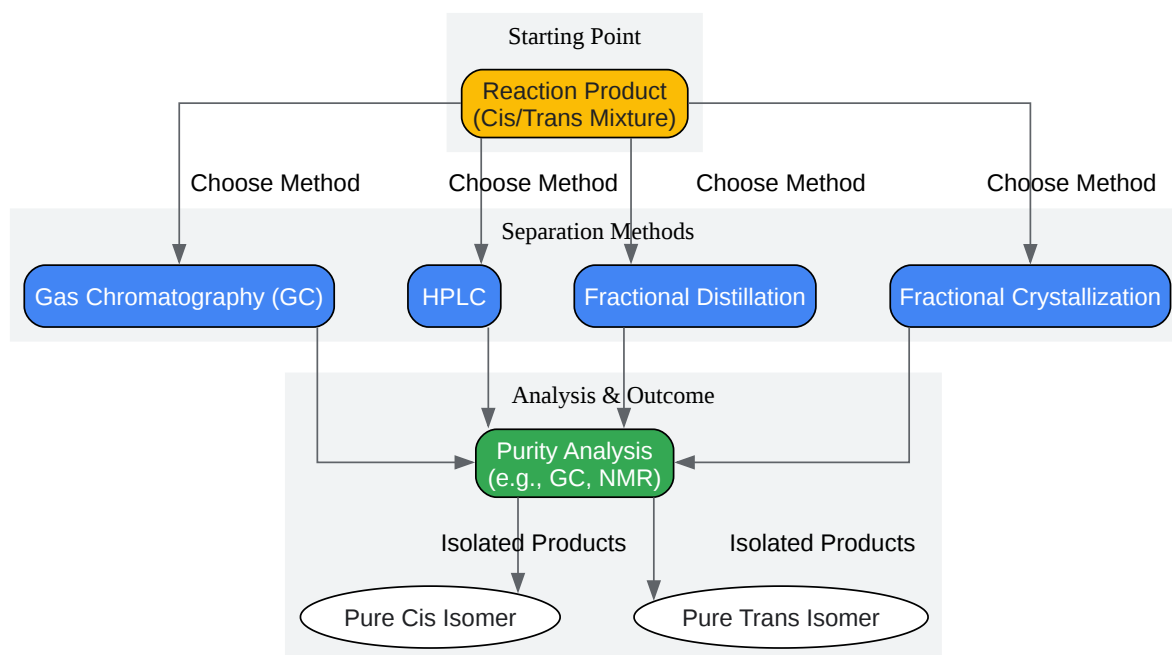 Starting Point
Reaction Product
(Cis/Trans Mixture)
Choose Method
Choose Method
Choose Method
Choose Method
Separation Methods
Gas Chromatography (GC)
HPLC
Fractional Distillation
Fractional Crystallization
Analysis & Outcome
Purity Analysis
(e.g., GC, NMR)
Isolated Products
Isolated Products
Pure Cis Isomer
Pure Trans Isomer